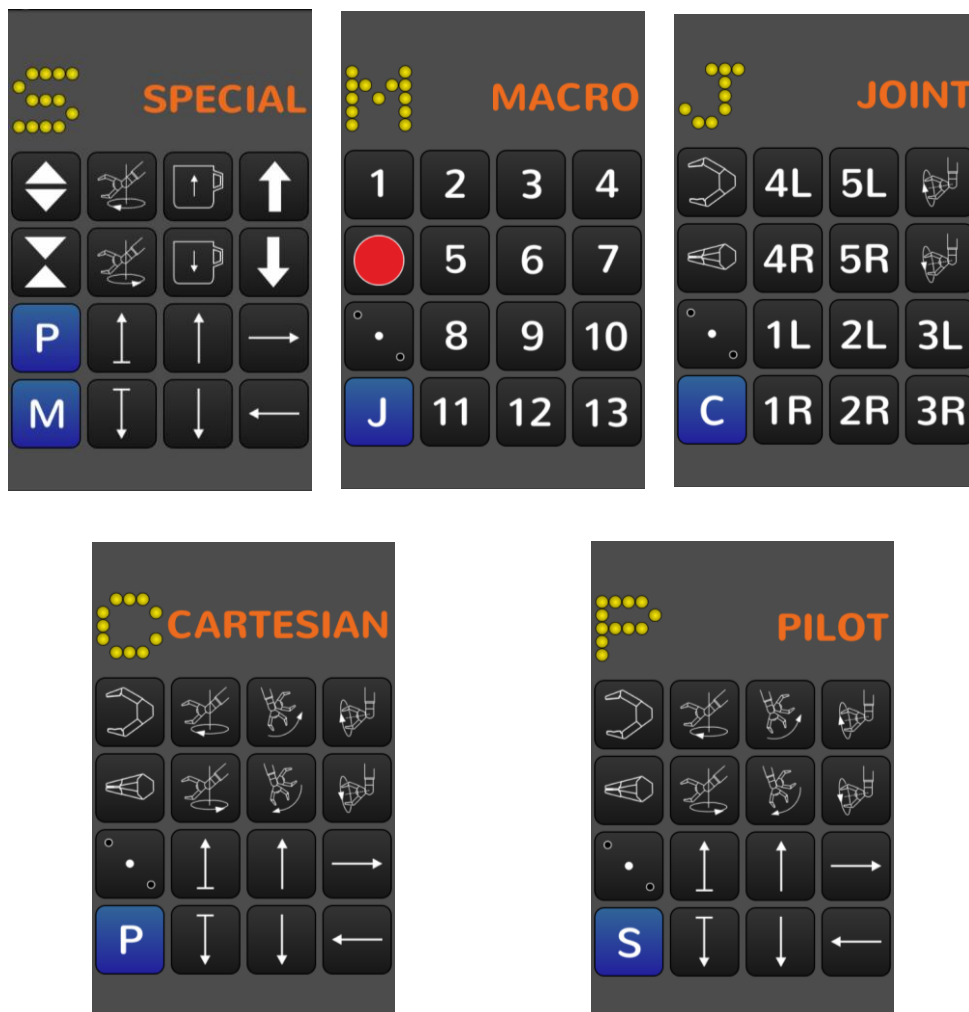 S SPECIAL
P
M
M MACRO
1 2 3 4
5 6 7
8 9 10
J 11 12 13
J JOINT
4L 5L
4R 5R
1L 2L 3L
C 1R 2R 3R
C CARTESIAN
P
P PILOT
S